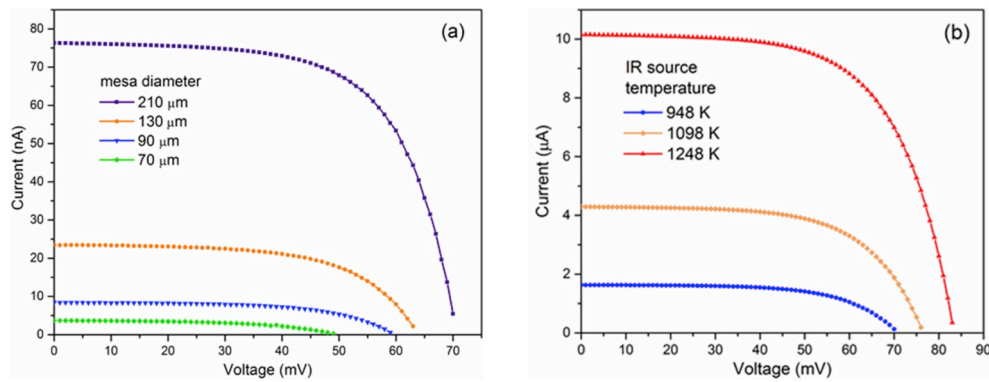 (a)
80
70
60
50
40
30
20
10
0
Current (nA)
mesa diameter
210 μm
130 μm
90 μm
70 μm
0 10 20 30 40 50 60 70
Voltage (mV)
(b)
10
8
6
4
2
0
Current (μA)
IR source
temperature
948 K
1098 K
1248 K
0 10 20 30 40 50 60 70 80 90
Voltage (mV)